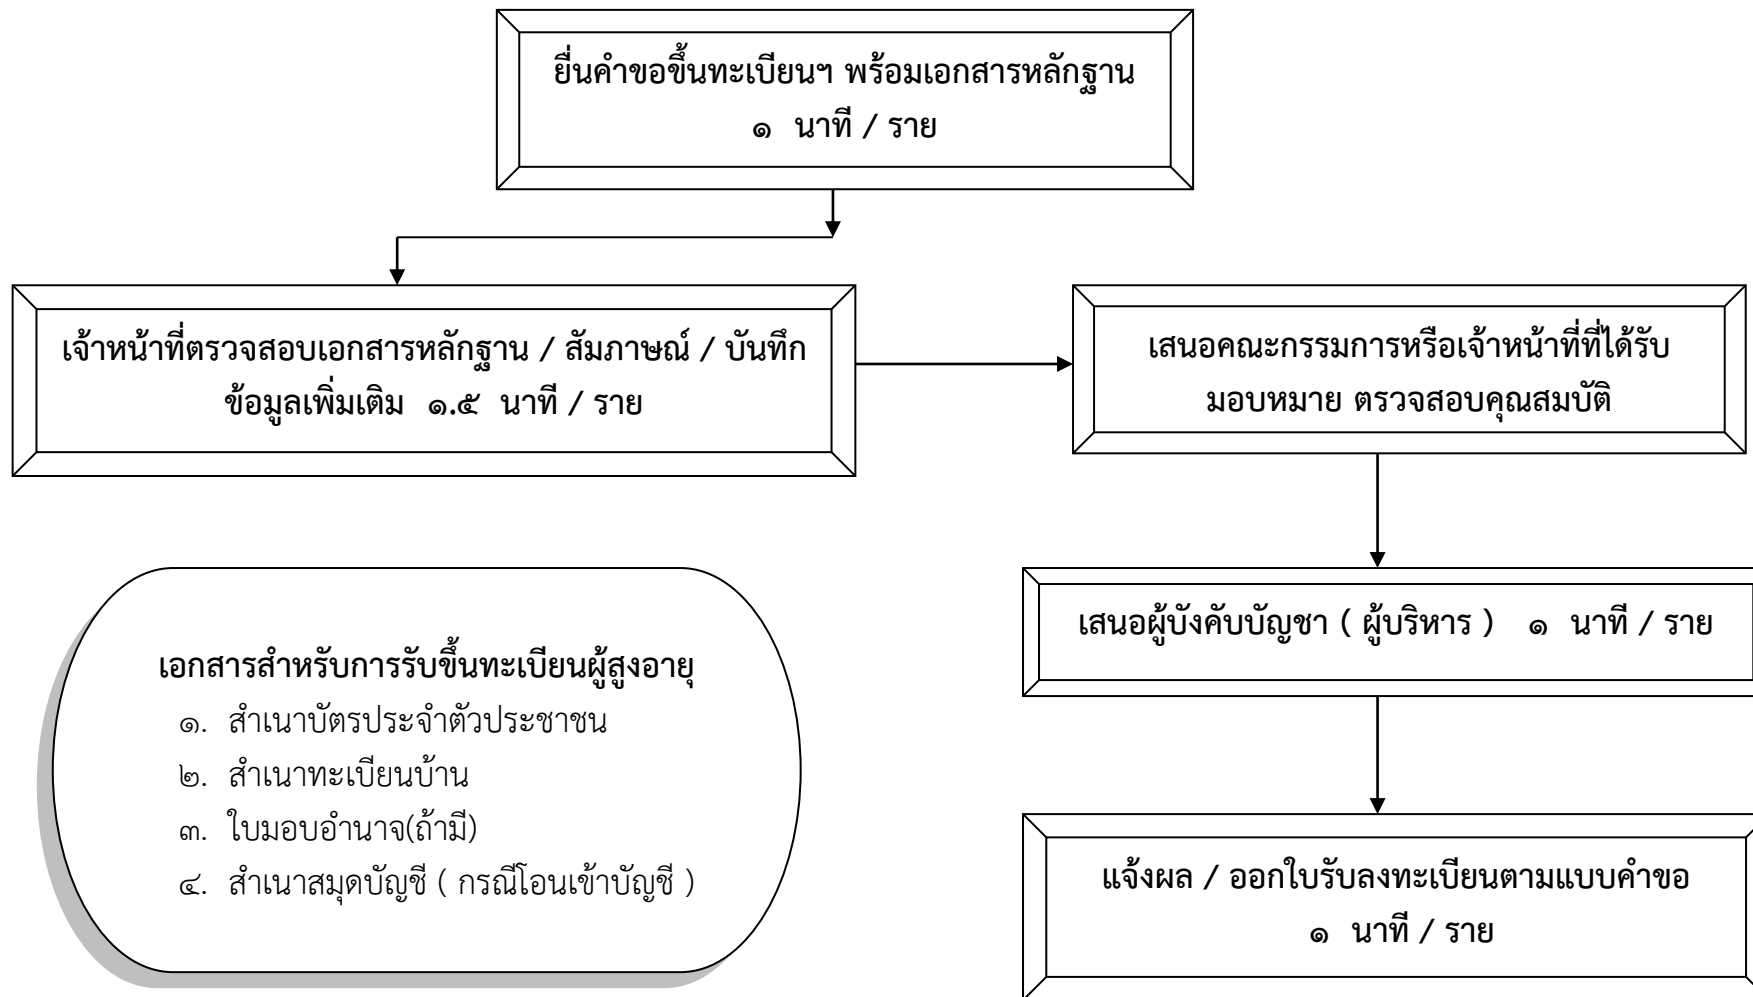 ยื่นคำขอขึ้นทะเบียนฯ พร้อมเอกสารหลักฐาน
๑ นาที / ราย
เจ้าหน้าที่ตรวจสอบเอกสารหลักฐาน / สัมภาษณ์ / บันทึก
ข้อมูลเพิ่มเติม ๑.๕ นาที / ราย
เสนอคณะกรรมการหรือเจ้าหน้าที่ที่ได้รับ
มอบหมาย ตรวจสอบคุณสมบัติ
เสนอผู้บังคับบัญชา ( ผู้บริหาร ) ๑ นาที / ราย
แจ้งผล / ออกใบรับลงทะเบียนตามแบบคำขอ
๑ นาที / ราย
เอกสารสำหรับการรับขึ้นทะเบียนผู้สูงอายุ
๑. สำเนาบัตรประจำตัวประชาชน
๒. สำเนาทะเบียนบ้าน
๓. ใบมอบอำนาจ(ถ้ามี)
๔. สำเนาสมุดบัญชี ( กรณีโอนเข้าบัญชี )